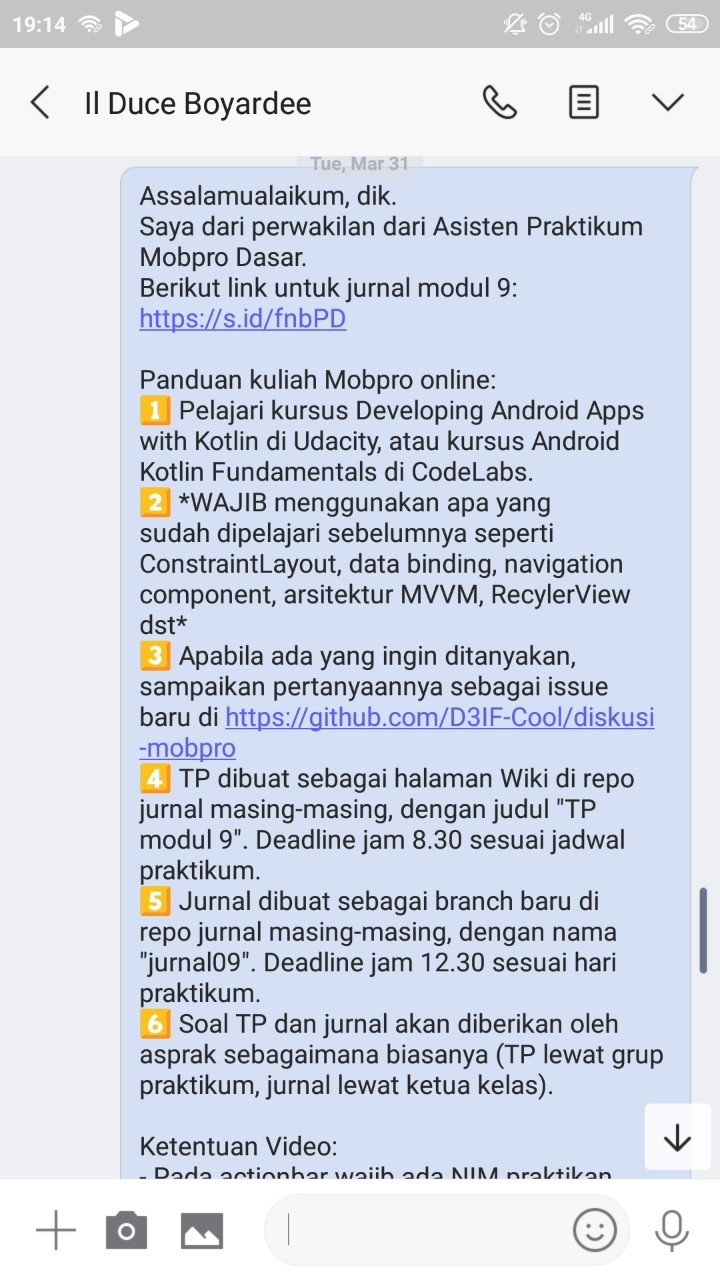 19:14
4G
54
Il Duce Boyardee
Tue, Mar 31
Assalamualaikum, dik.
Saya dari perwakilan dari Asisten Praktikum
Mobpro Dasar.
Berikut link untuk jurnal modul 9:
https://s.id/fnbPD
Panduan kuliah Mobpro online:
1 Pelajari kursus Developing Android Apps
with Kotlin di Udacity, atau kursus Android
Kotlin Fundamentals di CodeLabs.
2 *WAJIB menggunakan apa yang
sudah dipelajari sebelumnya seperti
ConstraintLayout, data binding, navigation
component, arsitektur MVVM, RecylerView
dst*
3 Apabila ada yang ingin ditanyakan,
sampaikan pertanyaannya sebagai issue
baru di https://github.com/D3IF-Cool/diskusi
-mobpro
4 TP dibuat sebagai halaman Wiki di repo
jurnal masing-masing, dengan judul "TP
modul 9". Deadline jam 8.30 sesuai jadwal
praktikum.
5 Jurnal dibuat sebagai branch baru di
repo jurnal masing-masing, dengan nama
"jurnal09". Deadline jam 12.30 sesuai hari
praktikum.
6 Soal TP dan jurnal akan diberikan oleh
asprak sebagaimana biasanya (TP lewat grup
praktikum, jurnal lewat ketua kelas).
Ketentuan Video:
- Pada actionbar wajib ada NIM praktikan